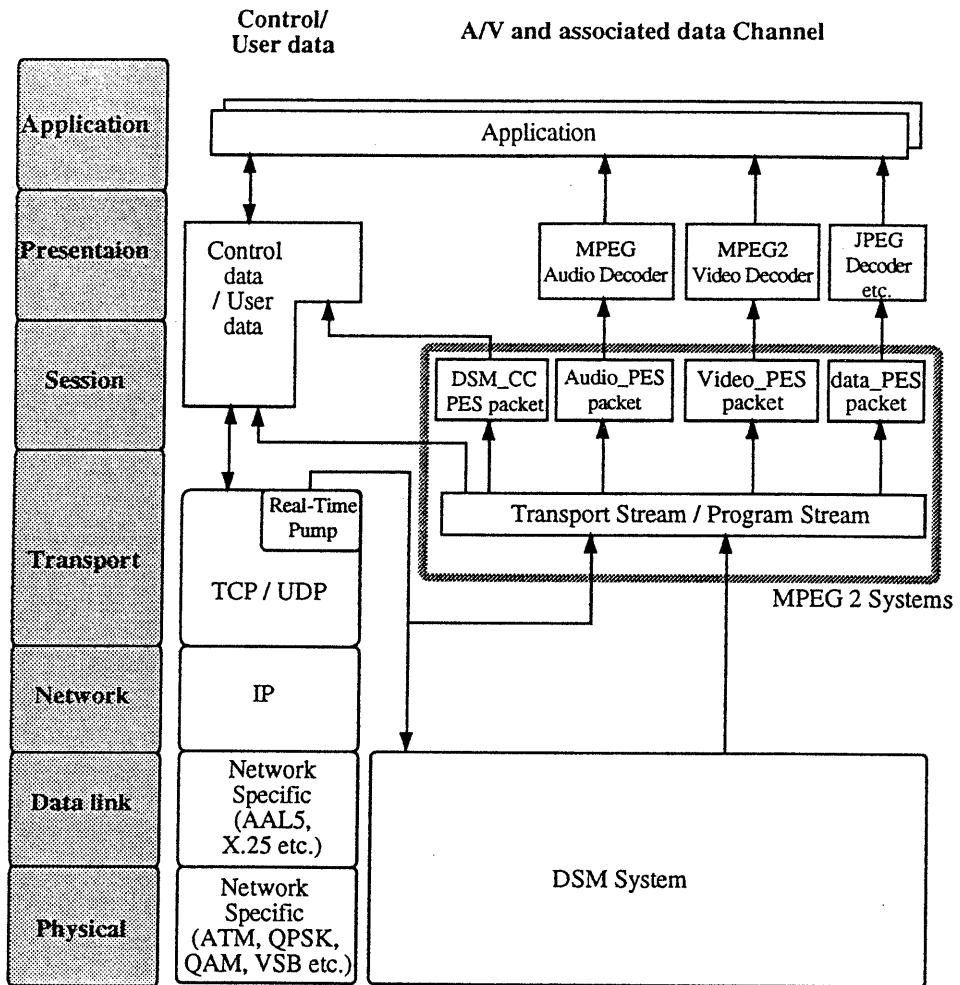 Control/
User data
A/V and associated data Channel
Application
Application
Presentaion
Control
data
/ User
data
MPEG
Audio Decoder
MPEG2
Video Decoder
JPEG
Decoder
etc.
Session
DSM_CC
PES packet
Audio_PES
packet
Video_PES
packet
data_PES
packet
Transport
Real-Time
Pump
TCP / UDP
Transport Stream / Program Stream
MPEG 2 Systems
Network
IP
Data link
Network
Specific
(AAL5,
X.25 etc.)
DSM System
Physical
Network
Specific
(ATM, QPSK,
QAM, VSB etc.)